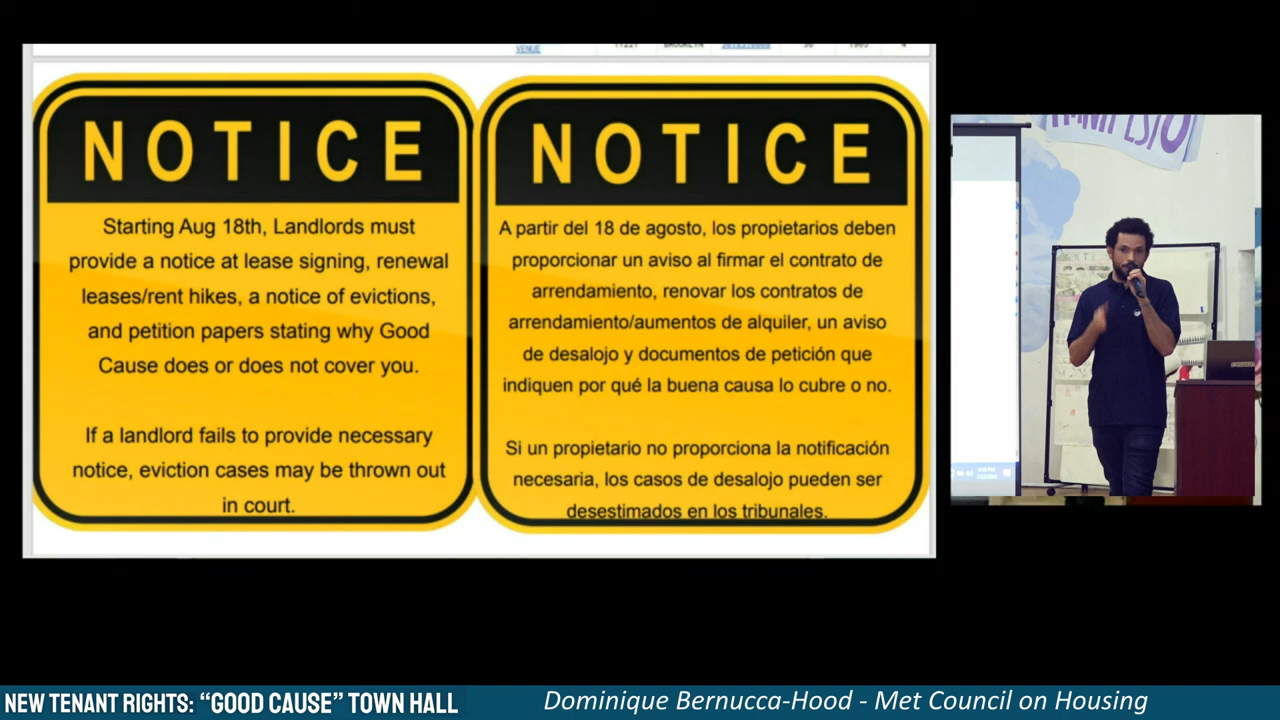 VENUE
11221
BROOKLYN
NOTICE
Starting Aug 18th, Landlords must
provide a notice at lease signing, renewal
leases/rent hikes, a notice of evictions,
and petition papers stating why Good
Cause does or does not cover you.
If a landlord fails to provide necessary
notice, eviction cases may be thrown out
in court.
NOTICE
A partir del 18 de agosto, los propietarios deben
proporcionar un aviso al firmar el contrato de
arrendamiento, renovar los contratos de
arrendamiento/aumentos de alquiler, un aviso
de desalojo y documentos de petición que
indiquen por qué la buena causa lo cubre o no.
Si un propietario no proporciona la notificación
necesaria, los casos de desalojo pueden ser
desestimados en los tribunales.
NEW TENANT RIGHTS: “GOOD CAUSE” TOWN HALL
Dominique Bernucca-Hood - Met Council on Housing